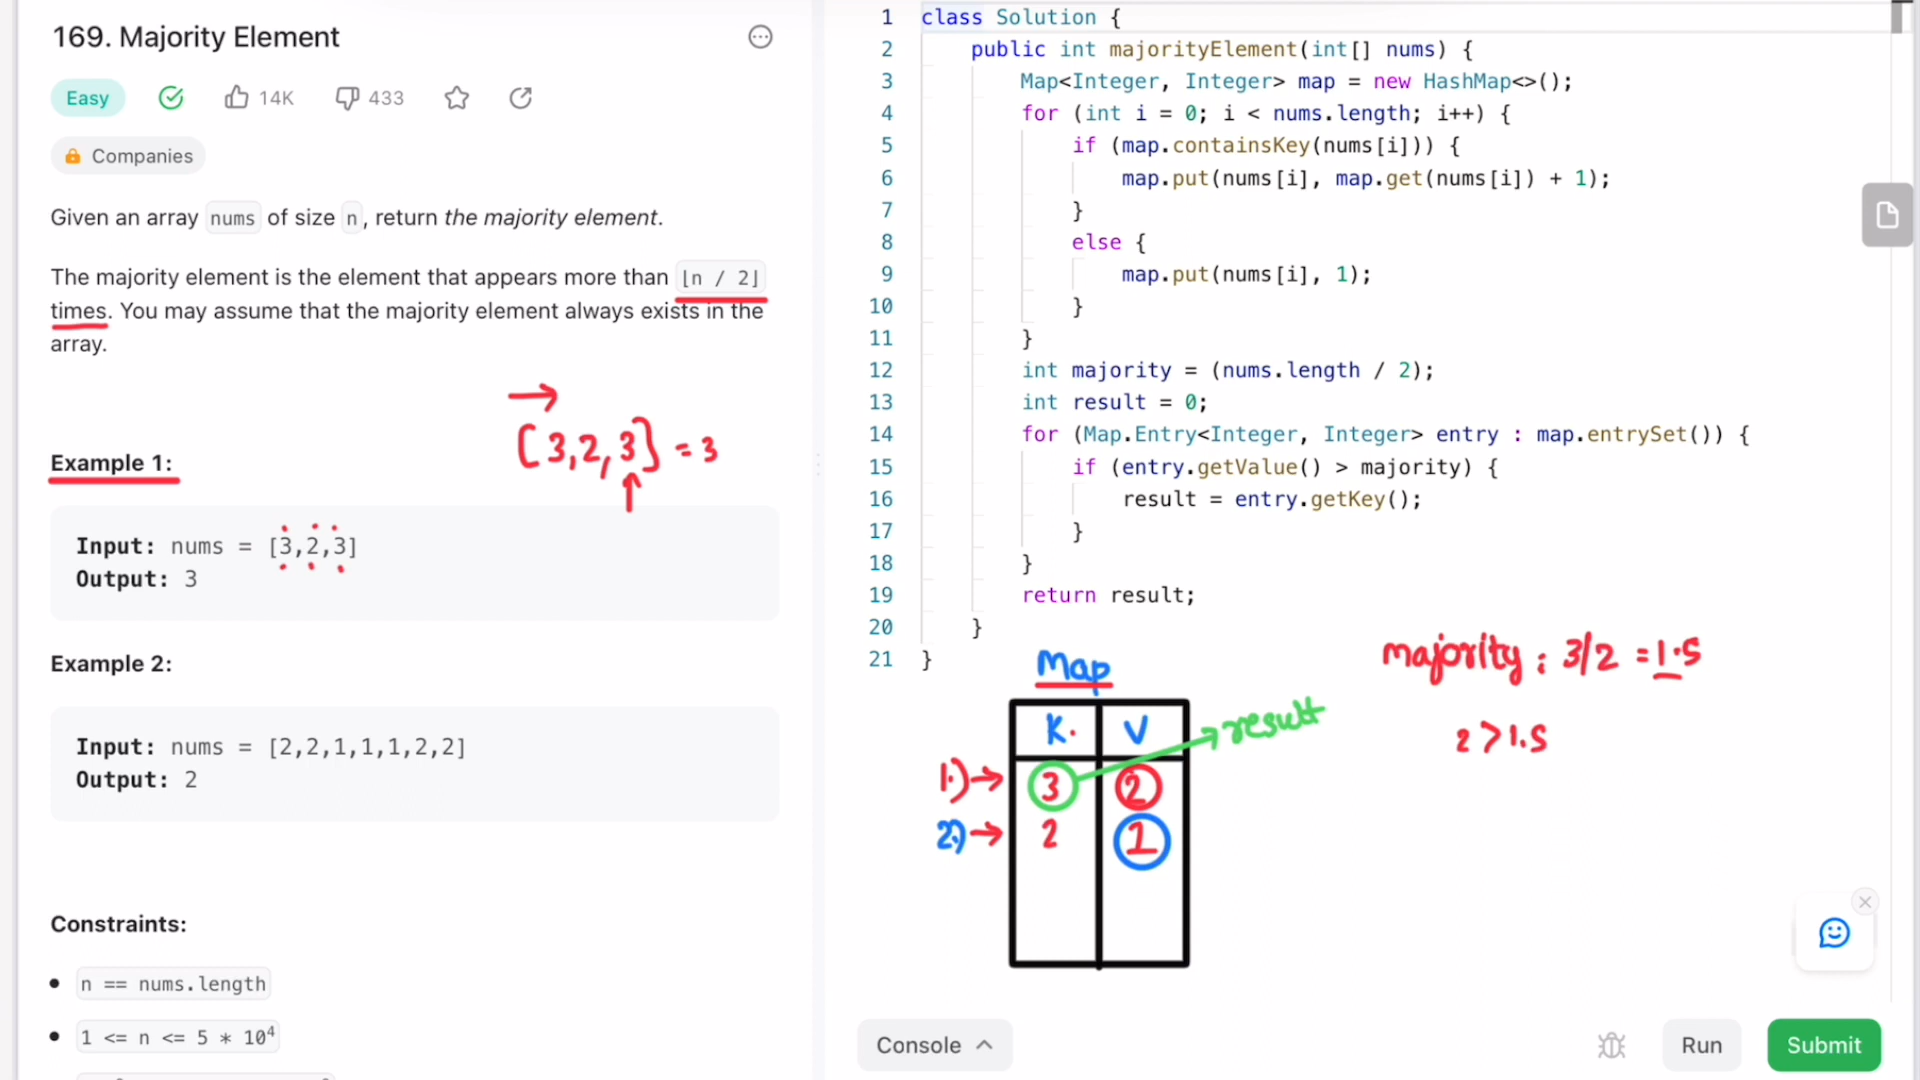 169. Majority Element
Easy
14K
433
Companies
Given an array nums of size n, return the majority element.
The majority element is the element that appears more than ⌊n / 2⌋
times. You may assume that the majority element always exists in the
array.
[3,2,3] = 3
Example 1:
Input: nums = [3,2,3]
Output: 3
Example 2:
Input: nums = [2,2,1,1,1,2,2]
Output: 2
Constraints:
n == nums.length
1 <= n <= 5 * 10⁴
1 class Solution {
2 public int majorityElement(int[] nums) {
3 Map<Integer, Integer> map = new HashMap<>();
4 for (int i = 0; i < nums.length; i++) {
5 if (map.containsKey(nums[i])) {
6 map.put(nums[i], map.get(nums[i]) + 1);
7 }
8 else {
9 map.put(nums[i], 1);
10 }
11 }
12 int majority = (nums.length / 2);
13 int result = 0;
14 for (Map.Entry<Integer, Integer> entry : map.entrySet()) {
15 if (entry.getValue() > majority) {
16 result = entry.getKey();
17 }
18 }
19 return result;
20 }
21 }
Map
K V
1.) → 3 2
2.) → 2 1
→ result
majority : 3/2 = 1.5
2 > 1.5
Console
Run
Submit